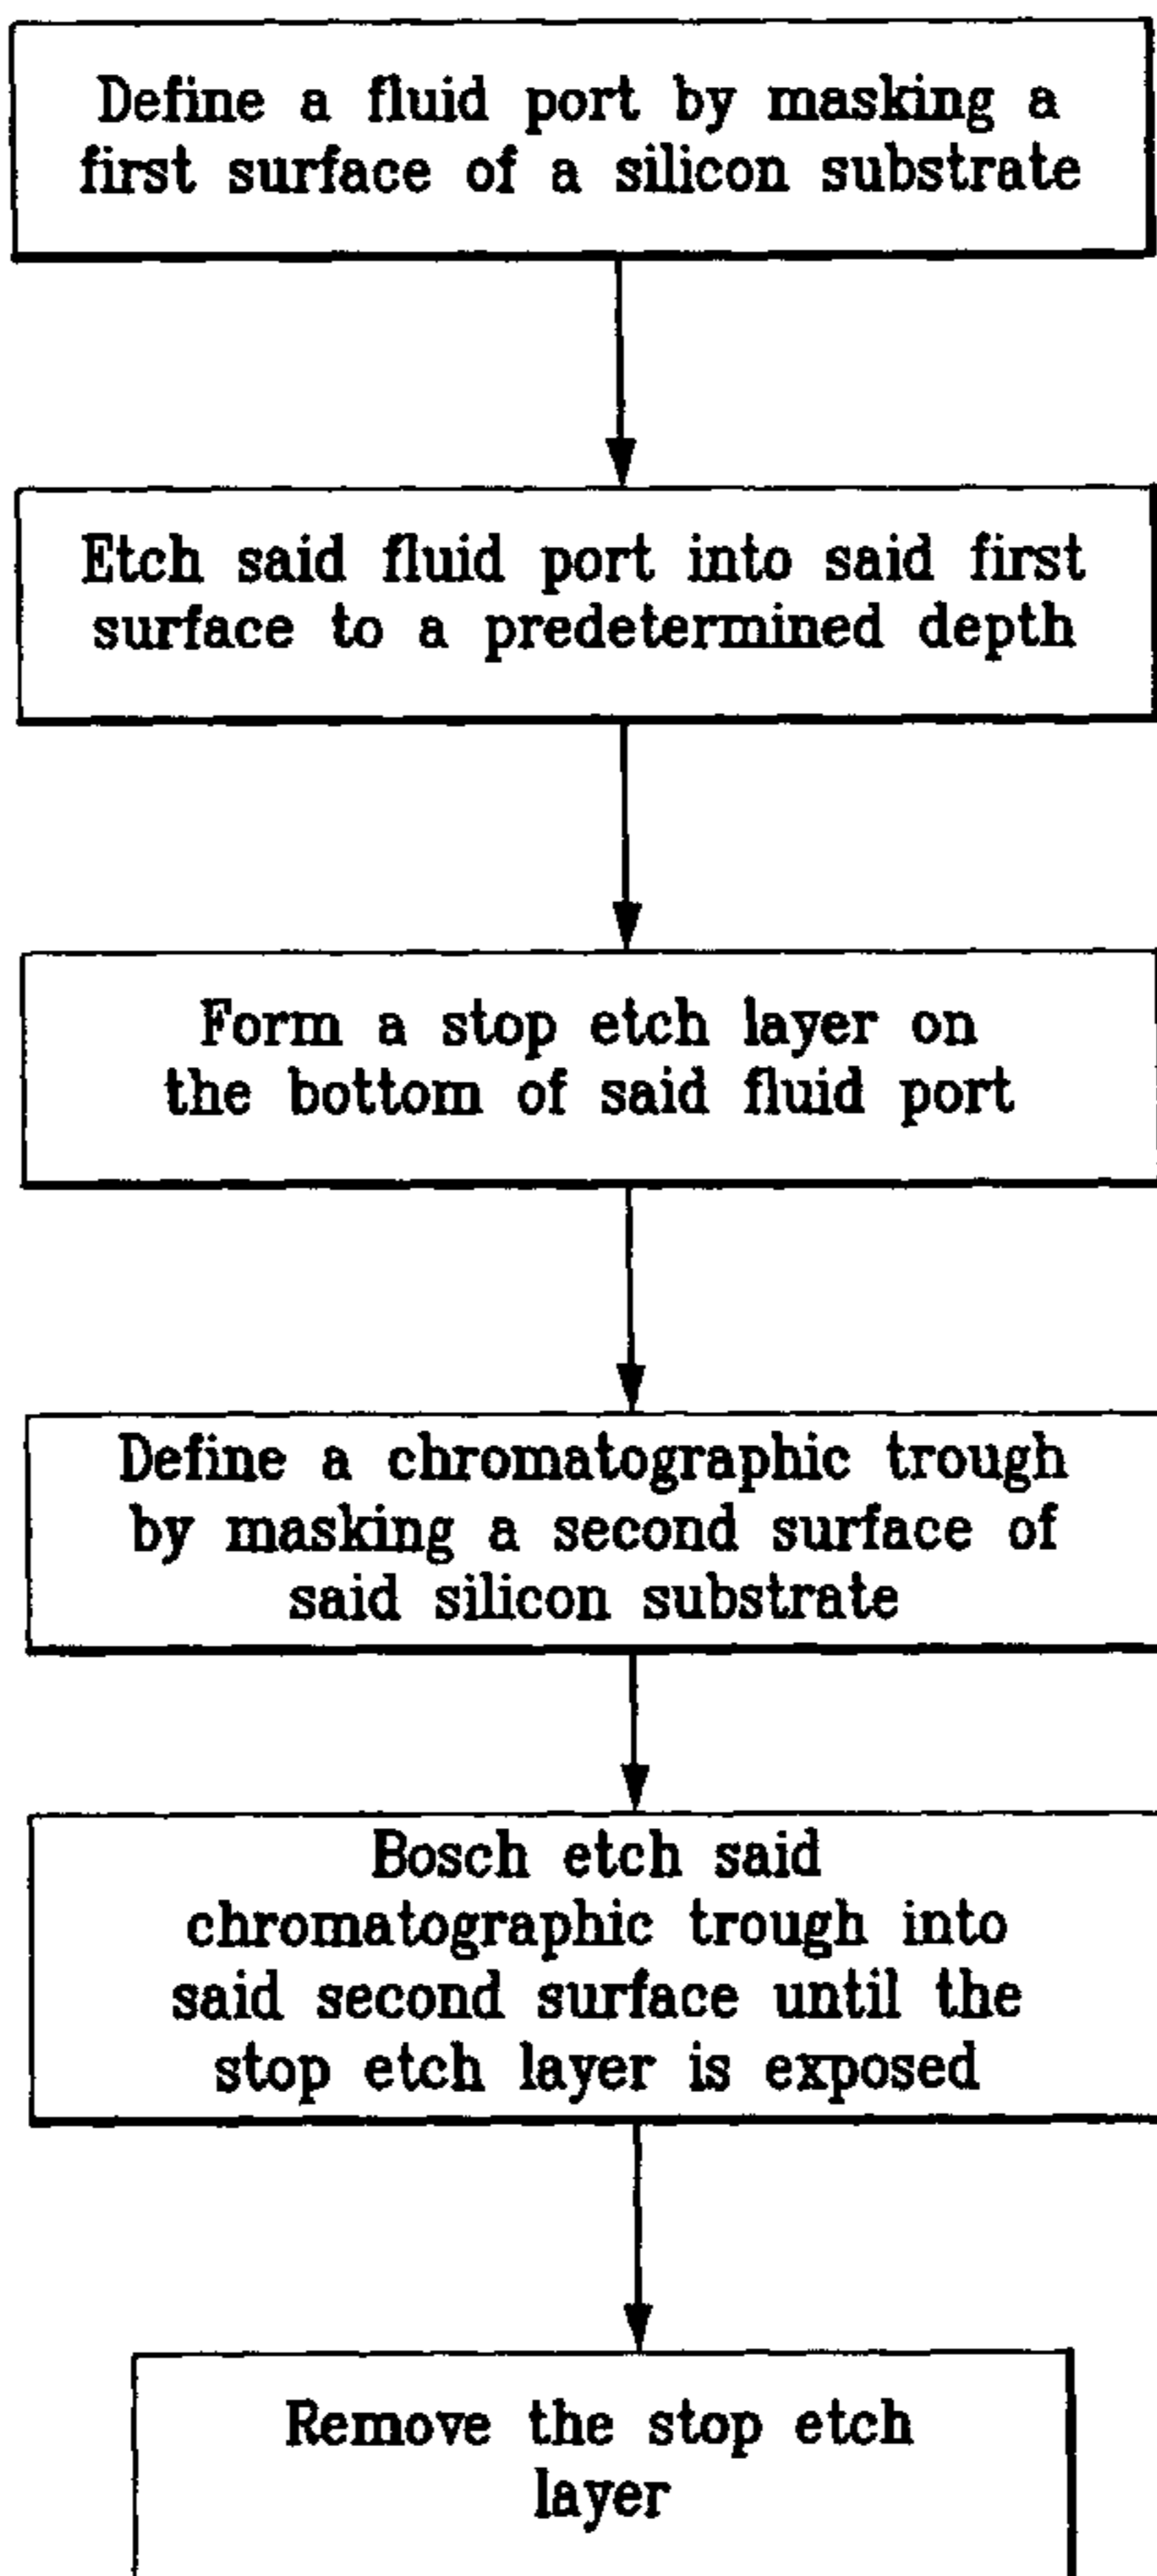 Define a fluid port by masking a
first surface of a silicon substrate
Etch said fluid port into said first
surface to a predetermined depth
Form a stop etch layer on
the bottom of said fluid port
Define a chromatographic trough
by masking a second surface of
said silicon substrate
Bosch etch said
chromatographic trough into
said second surface until the
stop etch layer is exposed
Remove the stop etch
layer